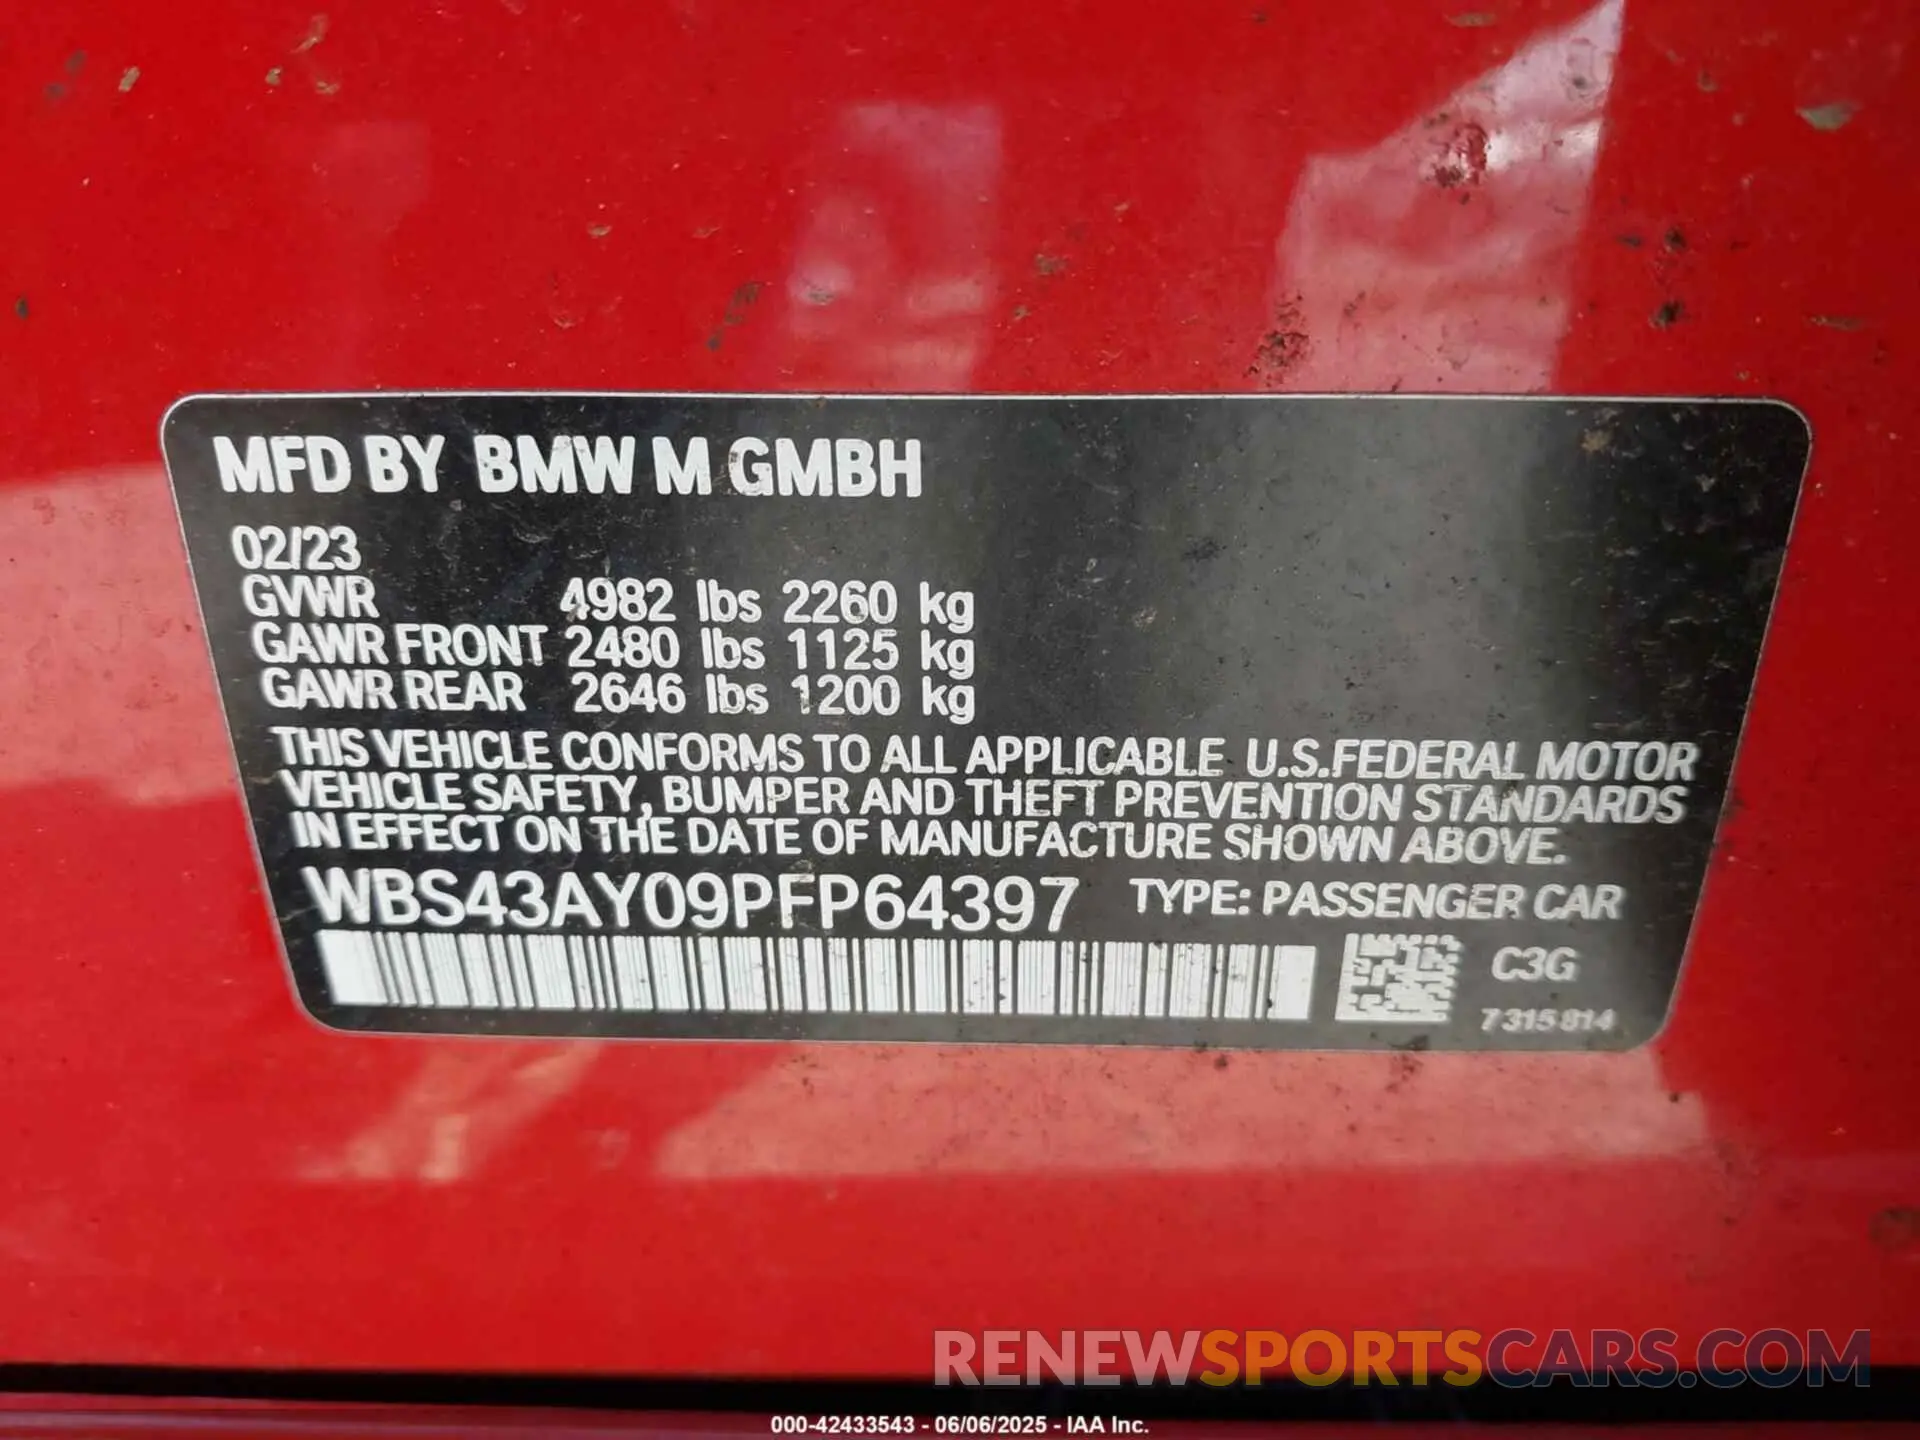 MFD BY BMW M GMBH
02/23
GVWR 4982 lbs 2260 kg
GAWR FRONT 2480 lbs 1125 kg
GAWR REAR 2646 lbs 1200 kg
THIS VEHICLE CONFORMS TO ALL APPLICABLE U.S.FEDERAL MOTOR
VEHICLE SAFETY, BUMPER AND THEFT PREVENTION STANDARDS
IN EFFECT ON THE DATE OF MANUFACTURE SHOWN ABOVE.
WBS43AY09PFP64397 TYPE: PASSENGER CAR
C3G
7 315 814
RENEWSPORTSCARS.COM
000-42433543 - 06/06/2025 - IAA Inc.